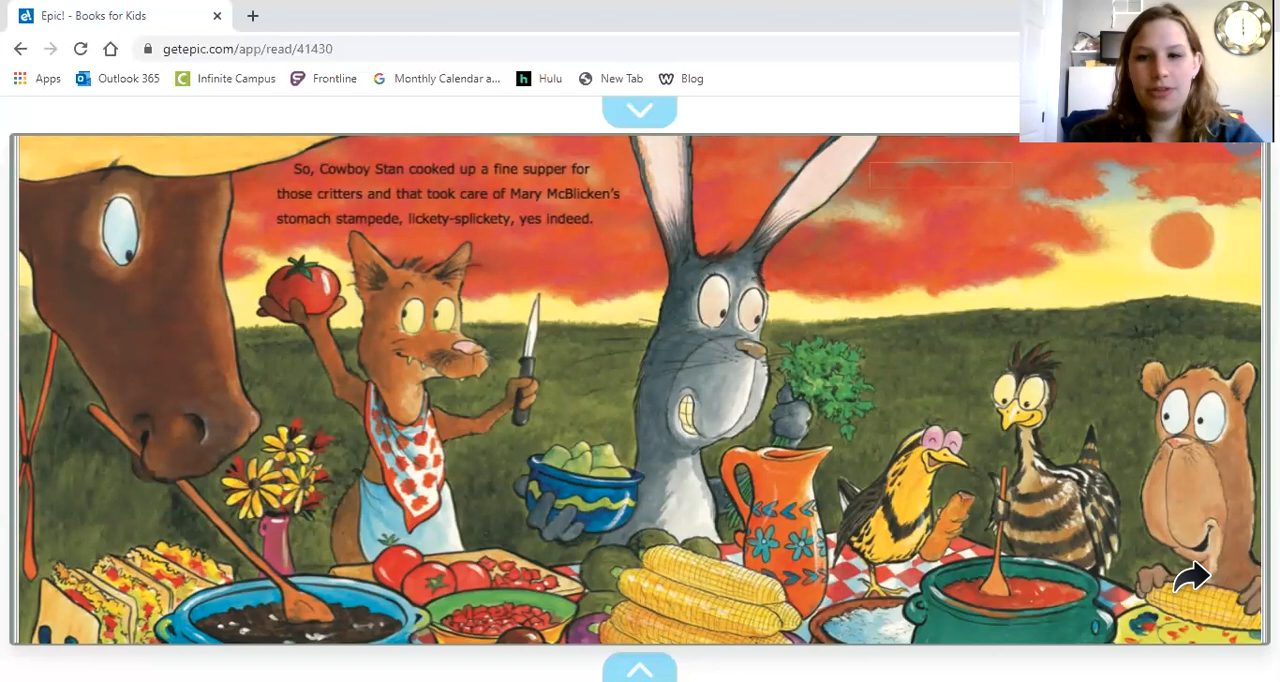 Epic! - Books for Kids
getepic.com/app/read/41430
Apps Outlook 365 Infinite Campus Frontline Monthly Calendar a... Hulu New Tab Blog
So, Cowboy Stan cooked up a fine supper for
those critters and that took care of Mary McBlicken's
stomach stampede, lickety-splickety, yes indeed.